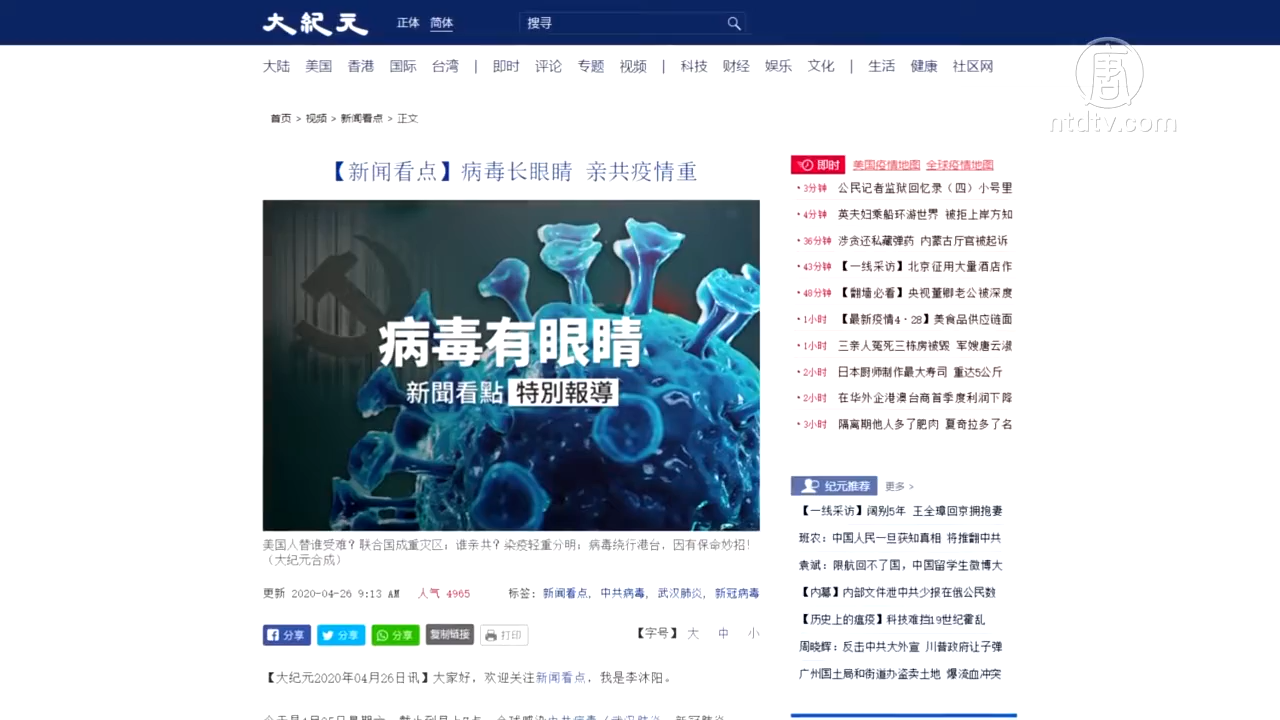 大紀元 正体 简体 搜寻
大陆 美国 香港 国际 台湾 | 即时 评论 专题 视频 | 科技 财经 娱乐 文化 | 生活 健康 社区网
唐
ntdtv.com
首页 > 视频 > 新闻看点 > 正文
【新闻看点】病毒长眼睛 亲共疫情重
病毒有眼睛
新聞看點 特別報導
美国人替谁受难？联合国成重灾区；谁亲共？染疫轻重分明；病毒绕行港台，因有保命妙招！
（大纪元合成）
更新 2020-04-26 9:13 AM 人气 4965 标签：新闻看点, 中共病毒, 武汉肺炎, 新冠病毒
分享 分享 分享 复制链接 打印 【字号】 大 中 小
【大纪元2020年04月26日讯】大家好，欢迎关注新闻看点，我是李沐阳。
即时 美国疫情地图 全球疫情地图
•3分钟 公民记者监狱回忆录（四）小号里
•4分钟 英夫妇乘船环游世界 被拒上岸方知
•36分钟 涉贪还私藏弹药 内蒙古厅官被起诉
•43分钟 【一线采访】北京征用大量酒店作
•48分钟 【翻墙必看】央视董卿老公被深度
•1小时 【最新疫情4·28】美食品供应链面
•1小时 三亲人冤死三栋房被毁 军嫂唐云淑
•2小时 日本厨师制作最大寿司 重达5公斤
•2小时 在华外企港澳台商首季度利润下降
•3小时 隔离期他人多了肥肉 夏奇拉多了名
纪元推荐 更多 >
【一线采访】阔别5年 王全璋回京拥抱妻
班农：中国人民一旦获知真相 将推翻中共
袁斌：限航回不了国，中国留学生微博大
【内幕】内部文件泄中共少报在俄公民数
【历史上的瘟疫】科技难挡19世纪霍乱
周晓辉：反击中共大外宣 川普政府让子弹
广州国土局和街道办盗卖土地 爆流血冲突